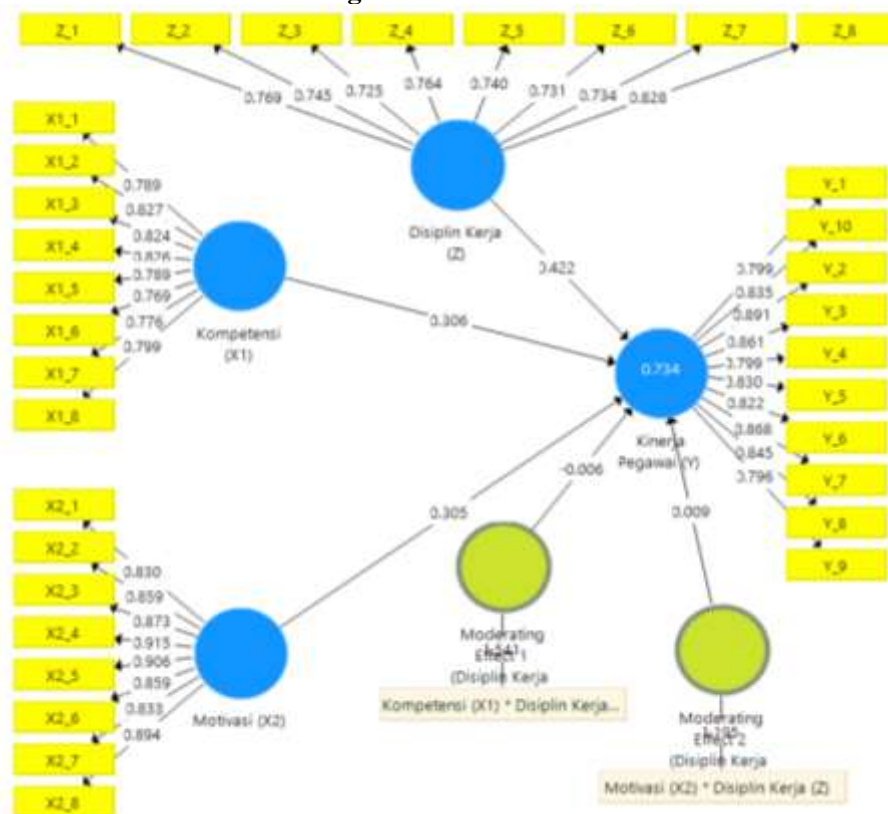 Z_1
Z_2
Z_3
Z_4
Z_5
Z_6
Z_7
Z_8
0.769
0.745
0.725
0.764
0.740
0.731
0.734
0.828
Disiplin Kerja
(Z)
X1_1
X1_2
X1_3
X1_4
X1_5
X1_6
X1_7
X1_8
0.789
0.827
0.824
0.826
0.789
0.769
0.776
0.799
Kompetensi
(X1)
0.422
0.306
0.734
Kinerja
Pegawai (Y)
Y_1
Y_10
Y_2
Y_3
Y_4
Y_5
Y_6
Y_7
Y_8
Y_9
0.799
0.835
0.891
0.861
0.799
0.830
0.822
0.868
0.845
0.796
X2_1
X2_2
X2_3
X2_4
X2_5
X2_6
X2_7
X2_8
0.830
0.859
0.873
0.915
0.906
0.859
0.833
0.894
Motivasi (X2)
0.305
-0.006
0.009
Moderating
Effect 1
(Disiplin Kerja
Kompetensi (X1) * Disiplin Kerja...
Moderating
Effect 2
(Disiplin Kerja
Motivasi (X2) * Disiplin Kerja (Z)